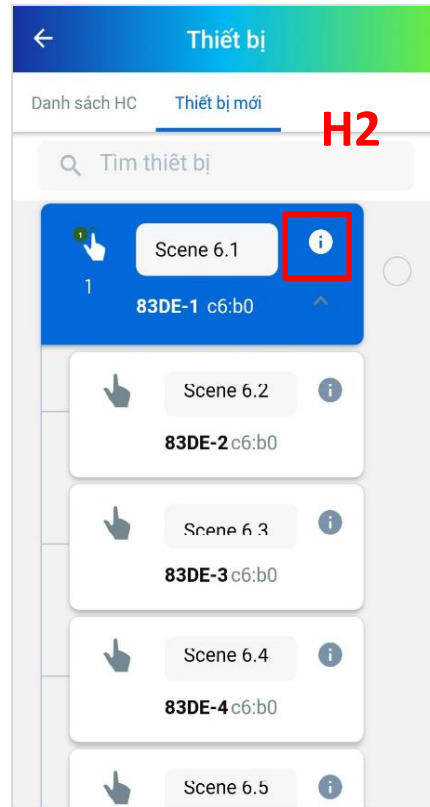 Thiết bị
Danh sách HC Thiết bị mới
H2
Tìm thiết bị
1
Scene 6.1
1
83DE-1 c6:b0
Scene 6.2
83DE-2 c6:b0
Scene 6.3
83DE-3 c6:b0
Scene 6.4
83DE-4 c6:b0
Scene 6.5